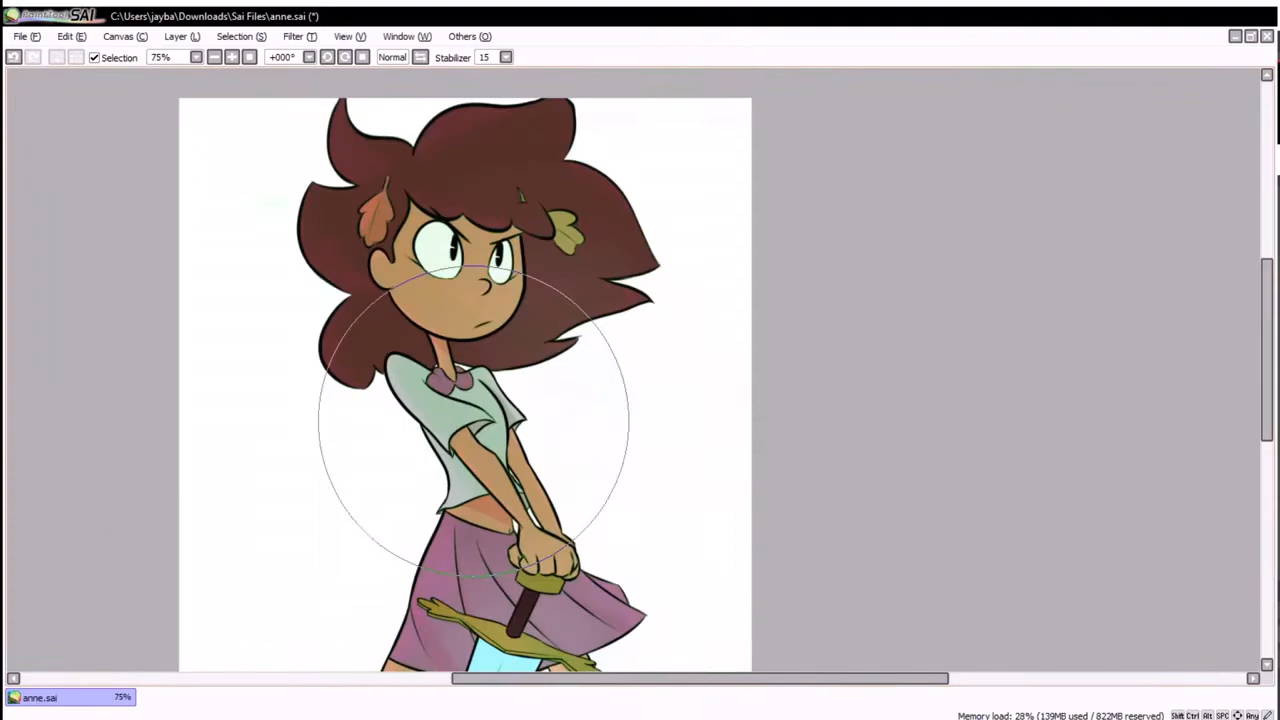 PaintTool SAI C:\Users\jayba\Downloads\Sai Files\anne.sai (*)
File (F) Edit (E) Canvas (C) Layer (L) Selection (S) Filter (T) View (V) Window (W) Others (O)
Selection 75% +000° Normal Stabilizer 15
anne.sai 75%
Memory load: 28% (139MB used / 822MB reserved) Shift Ctrl Alt SPC Any